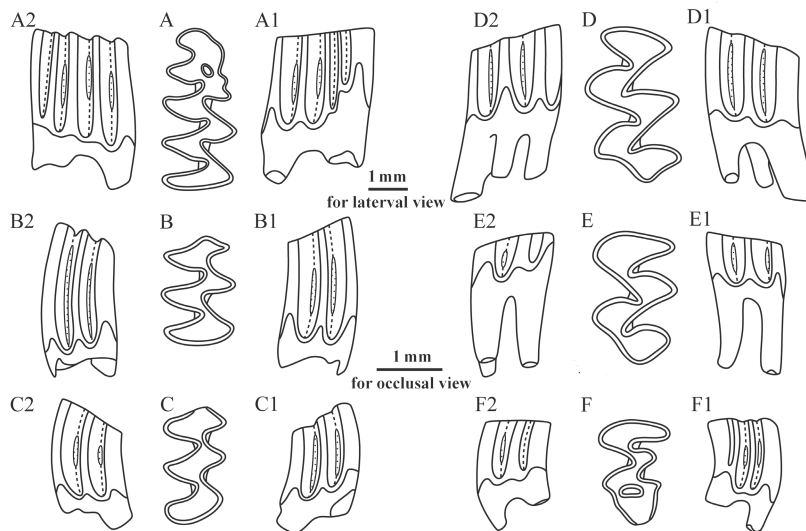 A2 A A1 D2 D D1
1 mm
for laterval view
B2 B B1 E2 E E1
1 mm
for occlusal view
C2 C C1 F2 F F1